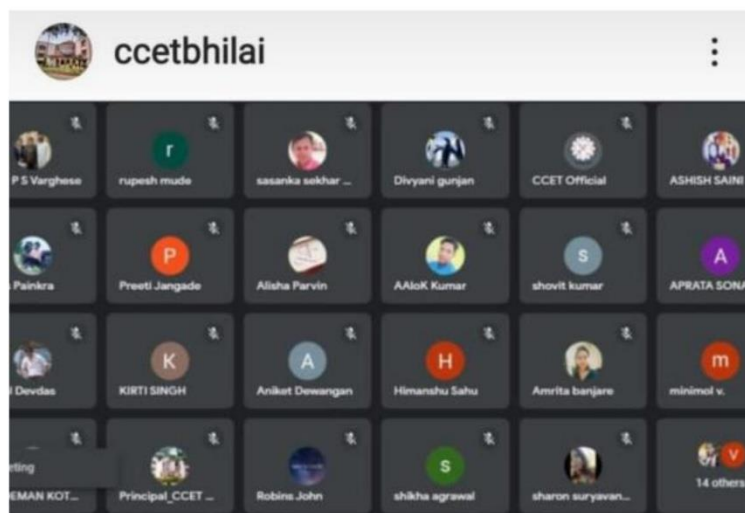 ccetbhilai
P S Varghese rupesh mude sasanka sekhar ... Divyani gunjan CCET Official ASHISH SAINI
r
Painkra Preeti Jangade Alisha Parvin AAloK Kumar shovit kumar APRATA SONA
P S A
l Devdas KIRTI SINGH Aniket Dewangan Himanshu Sahu Amrita banjare minimol v.
K A H m
eting
EMAN KOT... Principal_CCET ... Robins John shikha agrawal sharon suryavan... 14 others
S V